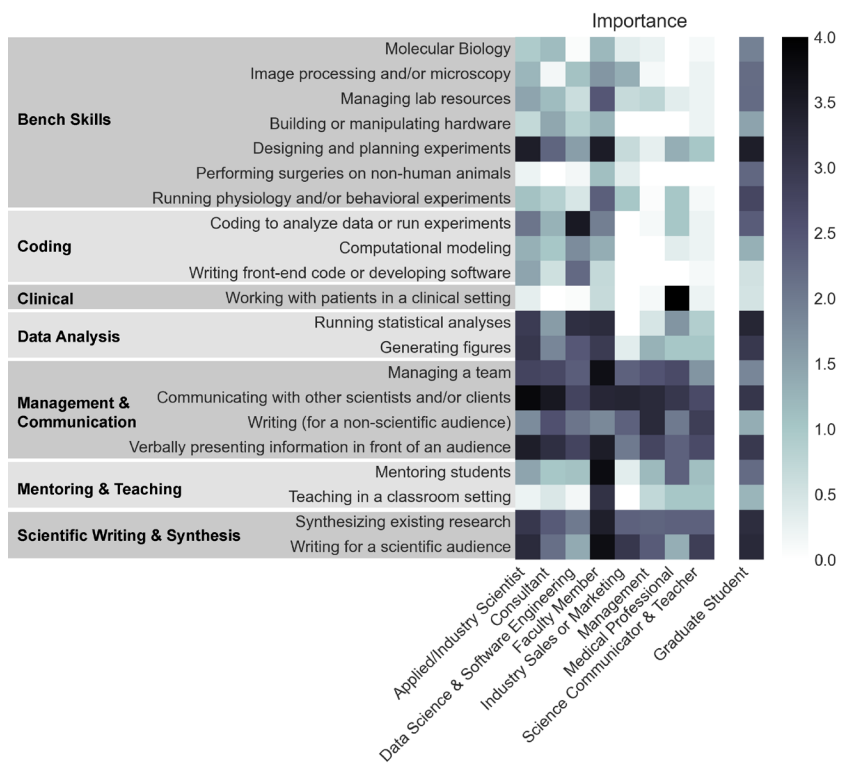 Importance
Bench Skills
Molecular Biology
Image processing and/or microscopy
Managing lab resources
Building or manipulating hardware
Designing and planning experiments
Performing surgeries on non-human animals
Running physiology and/or behavioral experiments
Coding
Coding to analyze data or run experiments
Computational modeling
Writing front-end code or developing software
Clinical
Working with patients in a clinical setting
Data Analysis
Running statistical analyses
Generating figures
Management &
Communication
Managing a team
Communicating with other scientists and/or clients
Writing (for a non-scientific audience)
Verbally presenting information in front of an audience
Mentoring & Teaching
Mentoring students
Teaching in a classroom setting
Scientific Writing & Synthesis
Synthesizing existing research
Writing for a scientific audience
Applied/Industry Scientist
Consultant
Data Science & Software Engineering
Faculty Member
Industry Sales or Marketing
Management
Medical Professional
Science Communicator & Teacher
Graduate Student
4.0
3.5
3.0
2.5
2.0
1.5
1.0
0.5
0.0